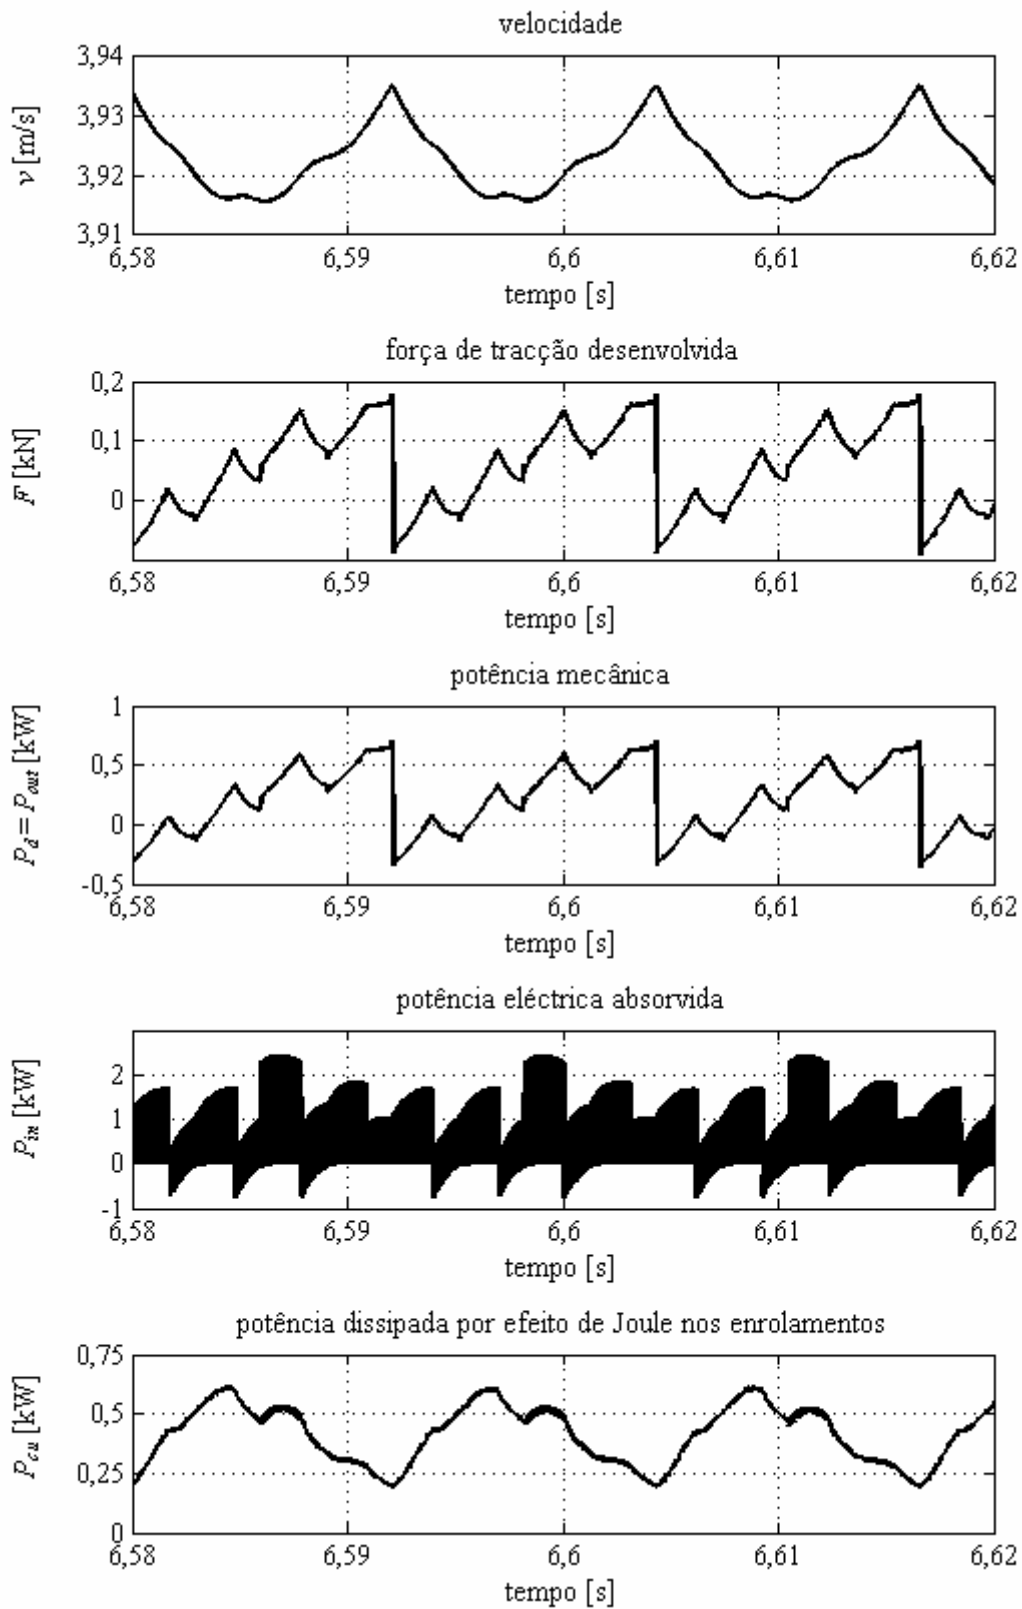 velocidade
3,94
3,93
3,92
3,91
v [m/s]
6,58 6,59 6,6 6,61 6,62
tempo [s]
força de tracção desenvolvida
0,2
0,1
0
F [kN]
6,58 6,59 6,6 6,61 6,62
tempo [s]
potência mecânica
1
0,5
0
-0,5
Pd = Pout [kW]
6,58 6,59 6,6 6,61 6,62
tempo [s]
potência eléctrica absorvida
2
1
0
-1
Pin [kW]
6,58 6,59 6,6 6,61 6,62
tempo [s]
potência dissipada por efeito de Joule nos enrolamentos
0,75
0,5
0,25
0
Pcu [kW]
6,58 6,59 6,6 6,61 6,62
tempo [s]